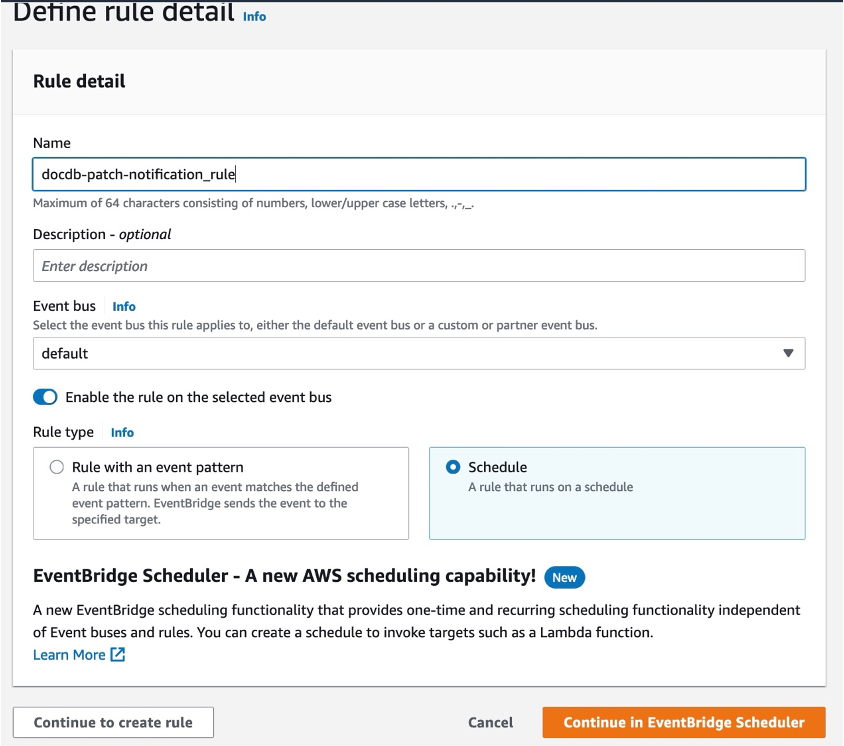 Define rule detail Info
Rule detail
Name
docdb-patch-notification_rule
Maximum of 64 characters consisting of numbers, lower/upper case letters, .,-,_.
Description - optional
Enter description
Event bus Info
Select the event bus this rule applies to, either the default event bus or a custom or partner event bus.
default
Enable the rule on the selected event bus
Rule type Info
Rule with an event pattern
A rule that runs when an event matches the defined
event pattern. EventBridge sends the event to the
specified target.
Schedule
A rule that runs on a schedule
EventBridge Scheduler - A new AWS scheduling capability! New
A new EventBridge scheduling functionality that provides one-time and recurring scheduling functionality independent
of Event buses and rules. You can create a schedule to invoke targets such as a Lambda function.
Learn More
Continue to create rule Cancel Continue in EventBridge Scheduler